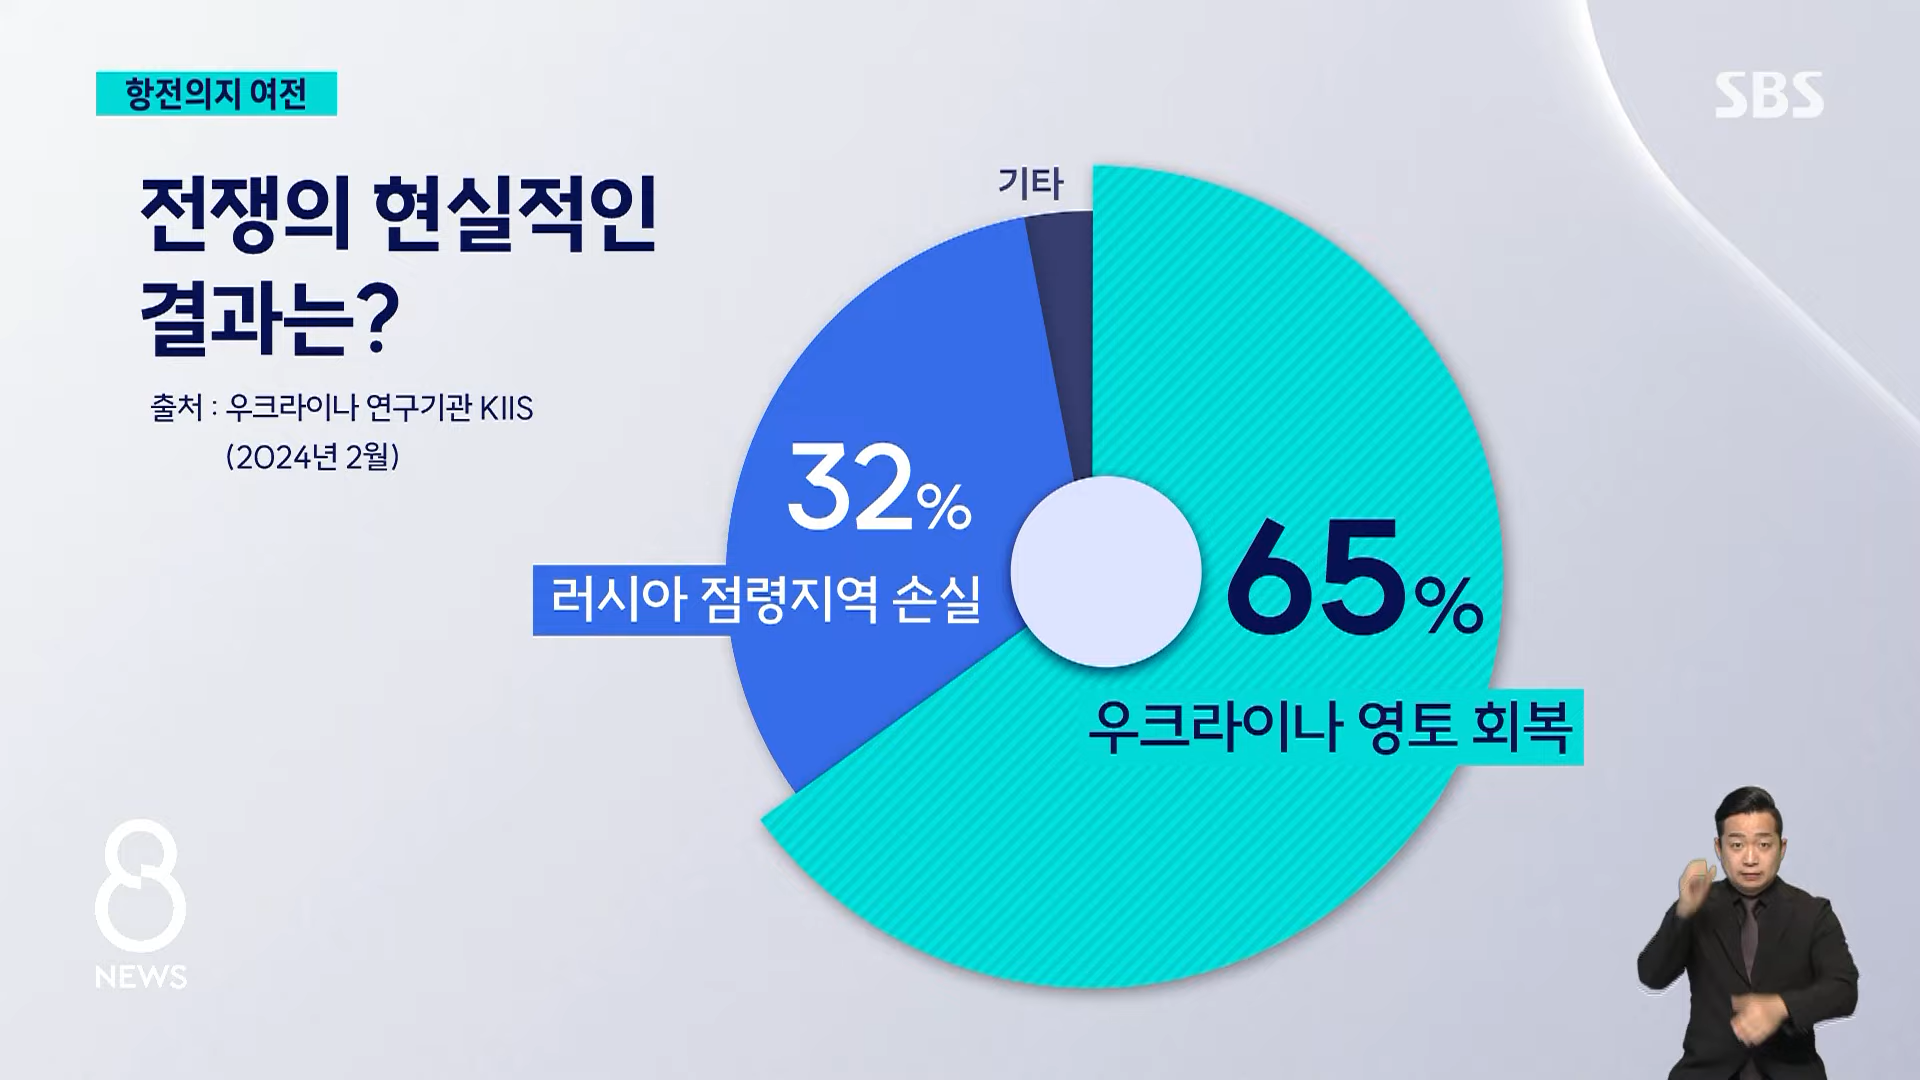 항전의지 여전
SBS
전쟁의 현실적인
결과는?
출처 : 우크라이나 연구기관 KIIS
(2024년 2월)
기타
32%
러시아 점령지역 손실
65%
우크라이나 영토 회복
8
NEWS